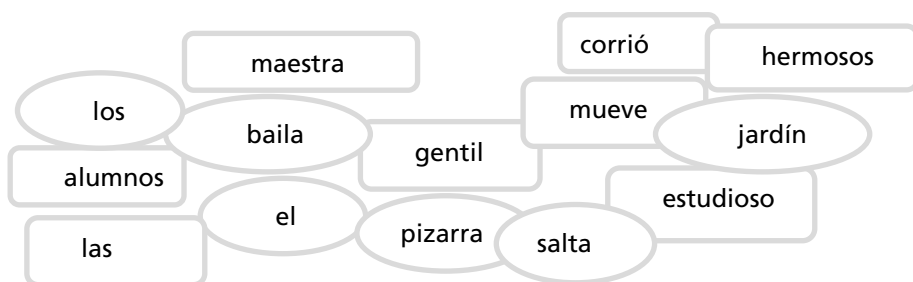 corrió
hermosos
maestra
los
baila
mueve
jardín
gentil
alumnos
estudioso
el
pizarra
salta
las